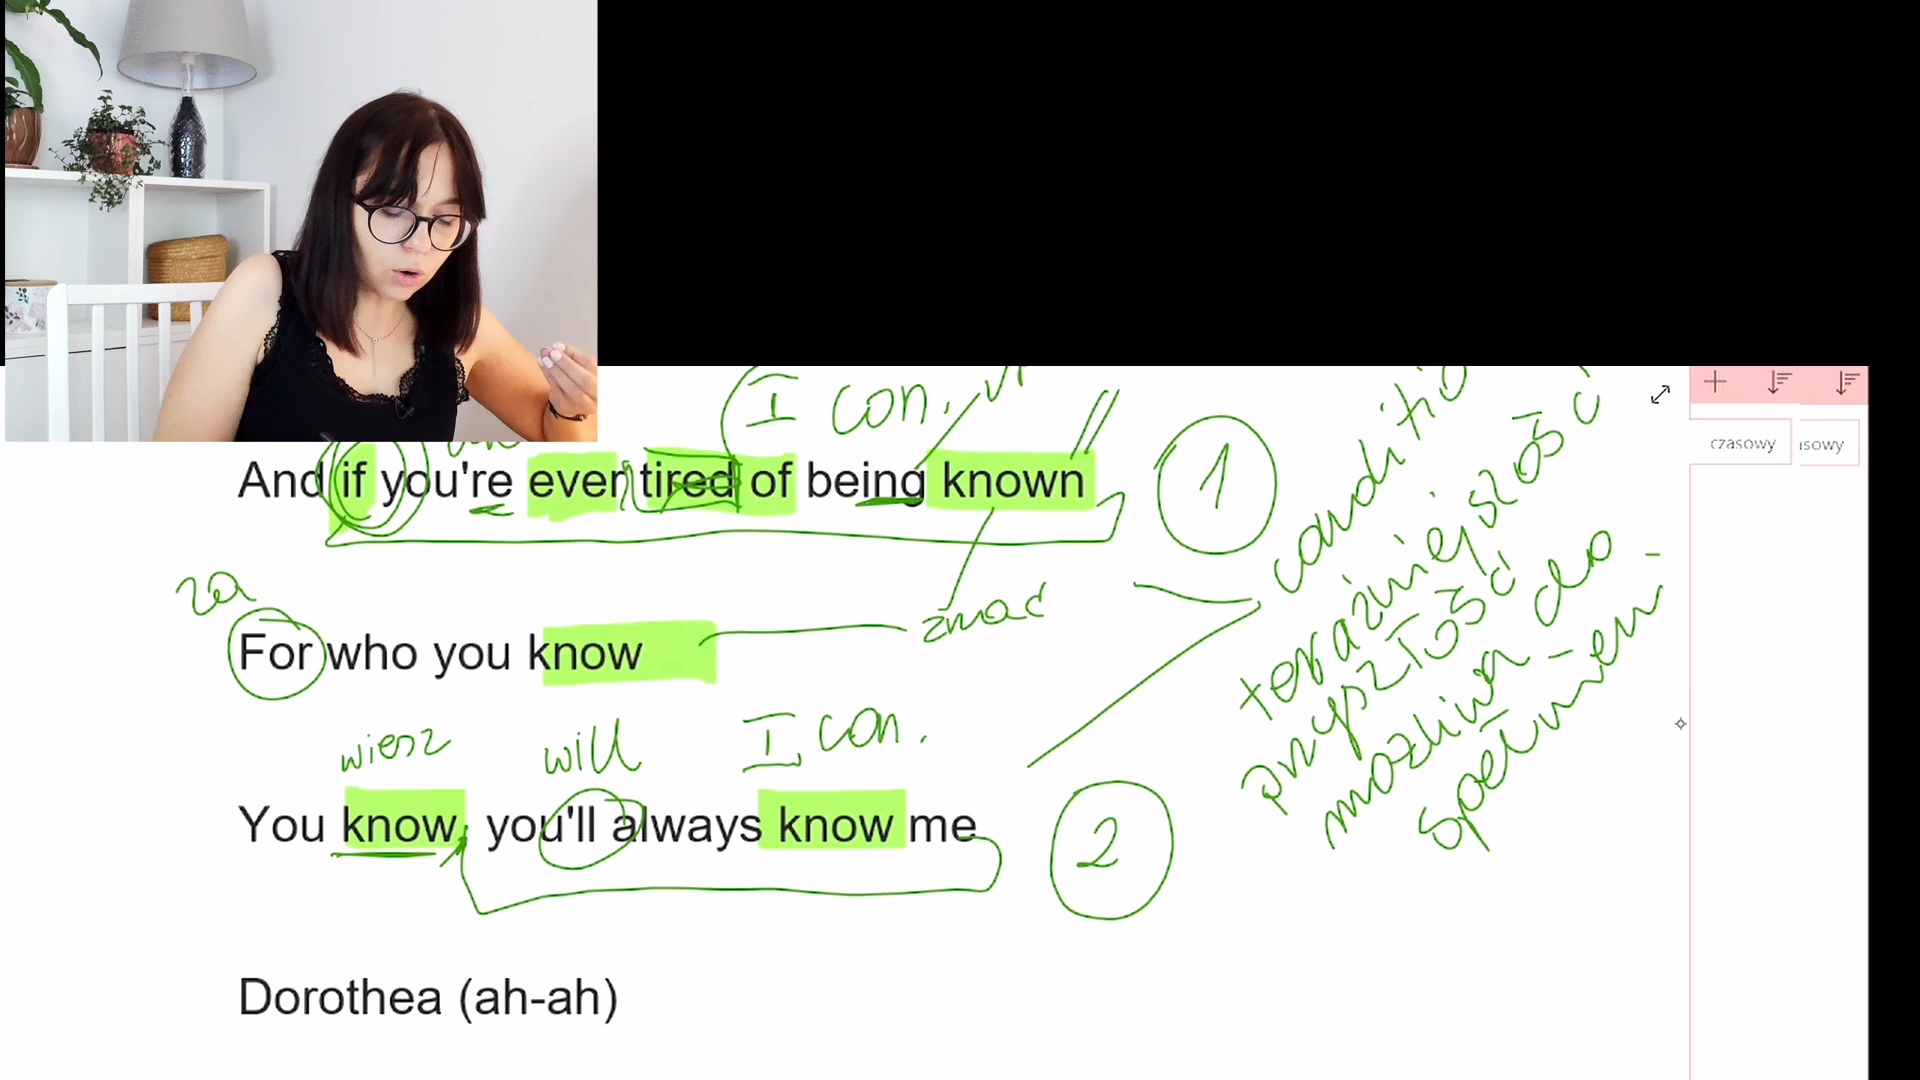 I con.
czasowy
asowy
And if you're ever tired of being known
1
conditio
teraźniejszość
przyszłość
możliwa do
spełnien
za
znać
For who you know
wiesz will I con.
You know, you'll always know me
2
Dorothea (ah-ah)